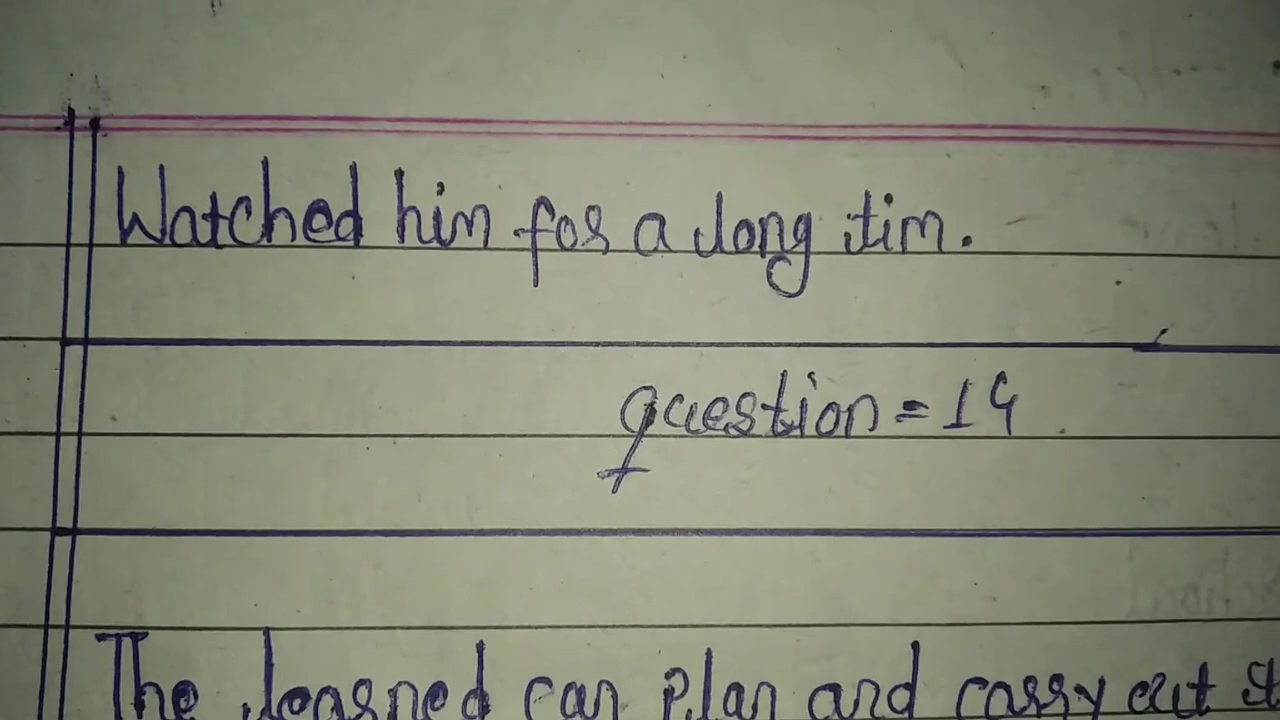 Watched him for a long tim.
question = 14
The learned can plan and carry out